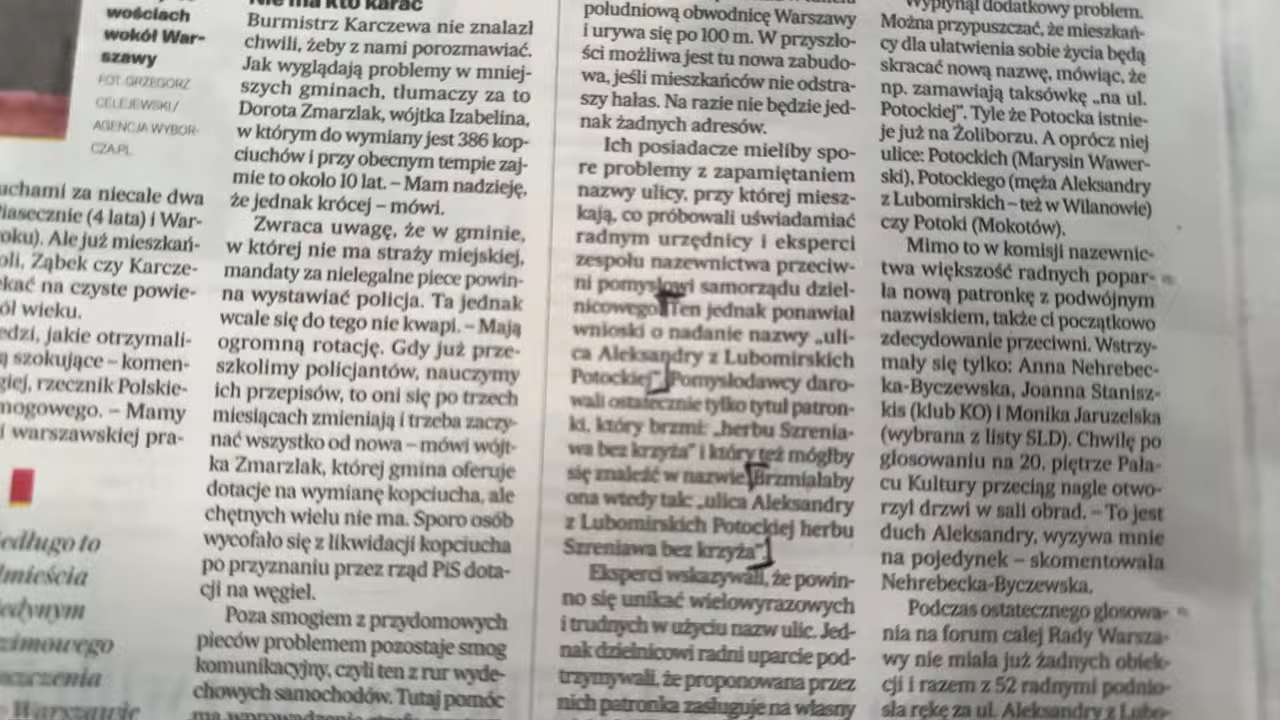 wościach
wokół War-
szawy
FOT. GRZEGORZ
CELEJEWSKI /
AGENCJA WYBOR-
CZA.PL
uchami za niecałe dwa
Piasecznie (4 lata) i War-
roku). Ale już mieszkań-
oli, Ząbek czy Karcze-
ekać na czyste powie-
ół wieku.
edzi, jakie otrzymali-
ą szokujące – komen-
giej, rzecznik Polskie-
mogowego. – Mamy
i warszawskiej pra-
edługo to
mieścia
edynym
zimowego
Warszawie
Nie ma kto karać
Burmistrz Karczewa nie znalazł
chwili, żeby z nami porozmawiać.
Jak wyglądają problemy w mniej-
szych gminach, tłumaczy za to
Dorota Zmarzlak, wójtka Izabelina,
w którym do wymiany jest 386 kop-
ciuchów i przy obecnym tempie zaj-
mie to około 10 lat. – Mam nadzieję,
że jednak krócej – mówi.
Zwraca uwagę, że w gminie,
w której nie ma straży miejskiej,
mandaty za nielegalne piece powin-
na wystawiać policja. Ta jednak
wcale się do tego nie kwapi. – Mają
ogromną rotację. Gdy już prze-
szkolimy policjantów, nauczymy
ich przepisów, to oni się po trzech
miesiącach zmieniają i trzeba zaczy-
nać wszystko od nowa – mówi wójt-
ka Zmarzlak, której gmina oferuje
dotacje na wymianę kopciucha, ale
chętnych wielu nie ma. Sporo osób
wycofało się z likwidacji kopciucha
po przyznaniu przez rząd PiS dota-
cji na węgiel.
Poza smogiem z przydomowych
pieców problemem pozostaje smog
komunikacyjny, czyli ten z rur wyde-
chowych samochodów. Tutaj pomóc
ma wprowadzenie
południową obwodnicę Warszawy
i urywa się po 100 m. W przyszło-
ści możliwa jest tu nowa zabudo-
wa, jeśli mieszkańców nie odstra-
szy hałas. Na razie nie będzie jed-
nak żadnych adresów.
Ich posiadacze mieliby spo-
re problemy z zapamiętaniem
nazwy ulicy, przy której miesz-
kają, co próbowali uświadamiać
radnym urzędnicy i eksperci
zespołu nazewnictwa przeciw-
ni pomysłowi samorządu dziel-
nicowego. Ten jednak ponawiał
wnioski o nadanie nazwy „uli-
ca Aleksandry z Lubomirskich
Potockiej”. Pomysłodawcy daro-
wali ostatecznie tylko tytuł patron-
ki, który brzmi: „herbu Szrenia-
wa bez krzyża” i który też mógłby
się znaleźć w nazwie. Brzmiałaby
ona wtedy tak: „ulica Aleksandry
z Lubomirskich Potockiej herbu
Szreniawa bez krzyża”.
Eksperci wskazywali, że powin-
no się unikać wielowyrazowych
i trudnych w użyciu nazw ulic. Jed-
nak dzielnicowi radni uparcie pod-
trzymywali, że proponowana przez
nich patronka zasługuje na własny
Wypłynął dodatkowy problem.
Można przypuszczać, że mieszkań-
cy dla ułatwienia sobie życia będą
skracać nową nazwę, mówiąc, że
np. zamawiają taksówkę „na ul.
Potockiej”. Tyle że Potocka istnie-
je już na Żoliborzu. A oprócz niej
ulice: Potockich (Marysin Wawer-
ski), Potockiego (męża Aleksandry
z Lubomirskich – też w Wilanowie)
czy Potoki (Mokotów).
Mimo to w komisji nazewnic-
twa większość radnych popar-
ła nową patronkę z podwójnym
nazwiskiem, także ci początkowo
zdecydowanie przeciwni. Wstrzy-
mały się tylko: Anna Nehrebec-
ka-Byczewska, Joanna Stanisz-
kis (klub KO) i Monika Jaruzelska
(wybrana z listy SLD). Chwilę po
głosowaniu na 20. piętrze Pała-
cu Kultury przeciąg nagle otwo-
rzył drzwi w sali obrad. – To jest
duch Aleksandry, wyzywa mnie
na pojedynek – skomentowała
Nehrebecka-Byczewska.
Podczas ostatecznego głosowa-
nia na forum całej Rady Warsza-
wy nie miała już żadnych obiek-
cji i razem z 52 radnymi podnio-
sła rękę za ul. Aleksandry z Lubo-